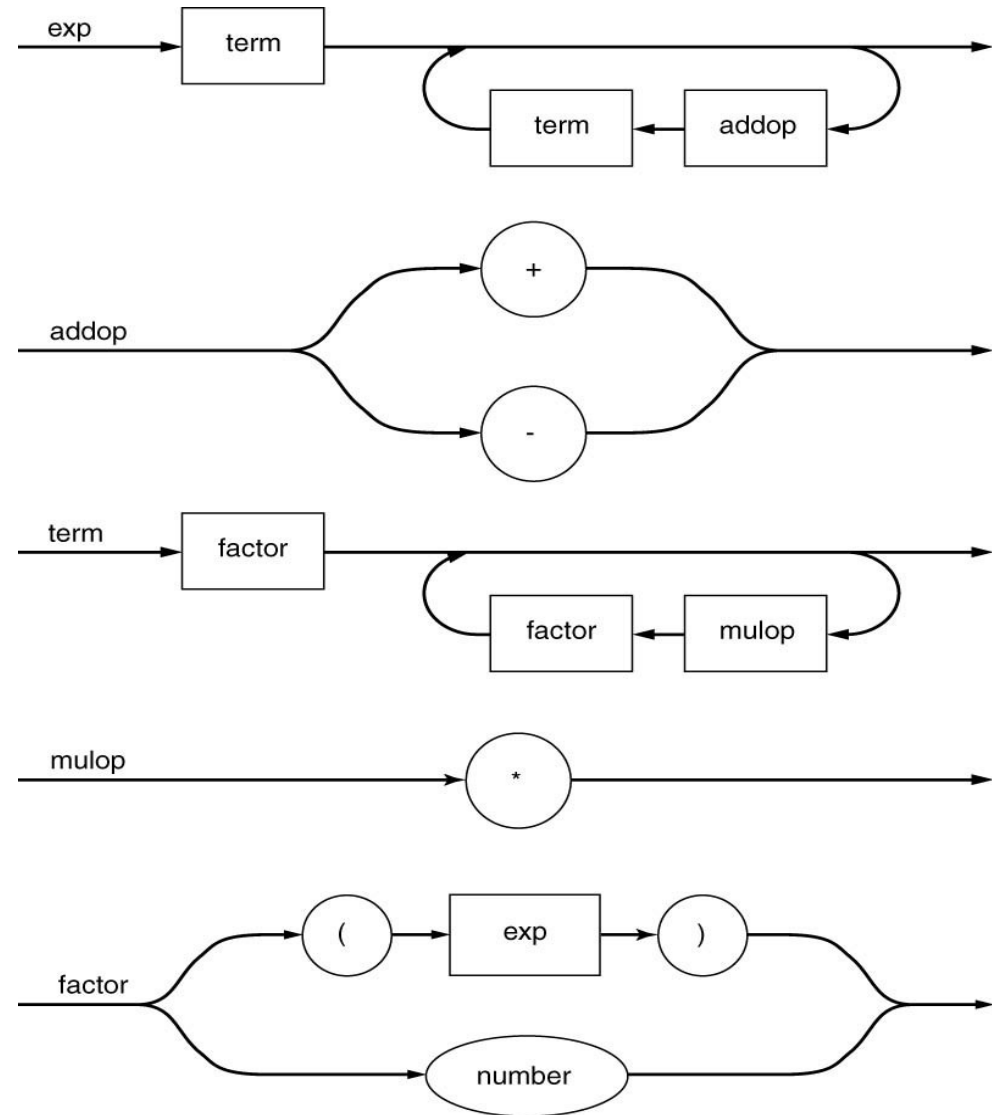 exp
term
term
addop
+
addop
-
term
factor
factor
mulop
mulop
*
(
exp
)
factor
number